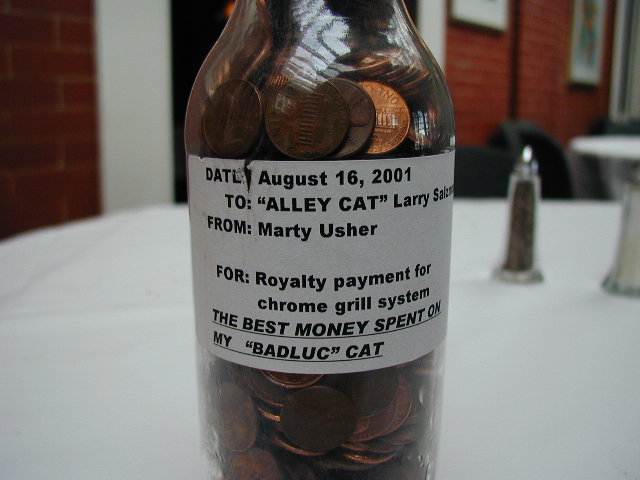 DATE: August 16, 2001
TO: "ALLEY CAT" Larry
FROM: Marty Usher
FOR: Royalty payment for
chrome grill system
THE BEST MONEY SPENT ON
MY "BADLUC" CAT